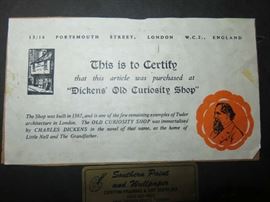 13/14 PORTSMOUTH STREET, LONDON W.C.2., ENGLAND
This is to Certify
that this article was purchased at
"Dickens' Old Curiosity Shop"
The Shop was built in 1567, and is one of the few remaining examples of Tudor
architecture in London. The OLD CURIOSITY SHOP was immortalised
by CHARLES DICKENS in the novel of that name, as the home of
Little Nell and The Grandfather.
Southern Paint
and Wallpaper